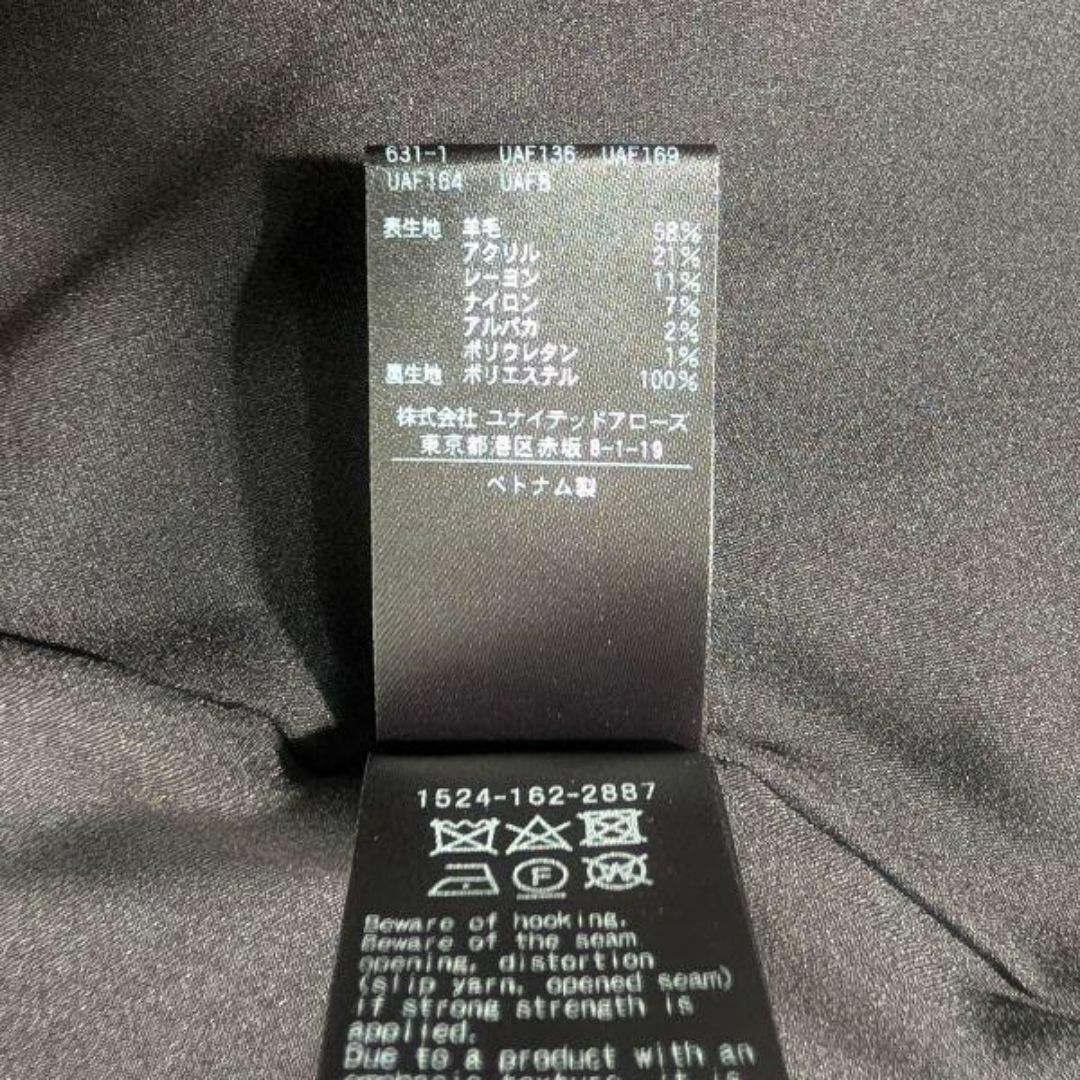 631-1 UAF136 UAF169
UAF164 UAF8
表生地 羊毛 58%
アクリル 21%
レーヨン 11%
ナイロン 7%
アルパカ 2%
ポリウレタン 1%
裏生地 ポリエステル 100%
株式会社 ユナイテッドアローズ
東京都港区赤坂 8-1-19
ベトナム製
1524-162-2887
F
W
Beware of hooking.
Beware of the seam
opening, distortion
(slip yarn, opened seam)
if strong strength is
applied.
Due to a product with an
texture, it is